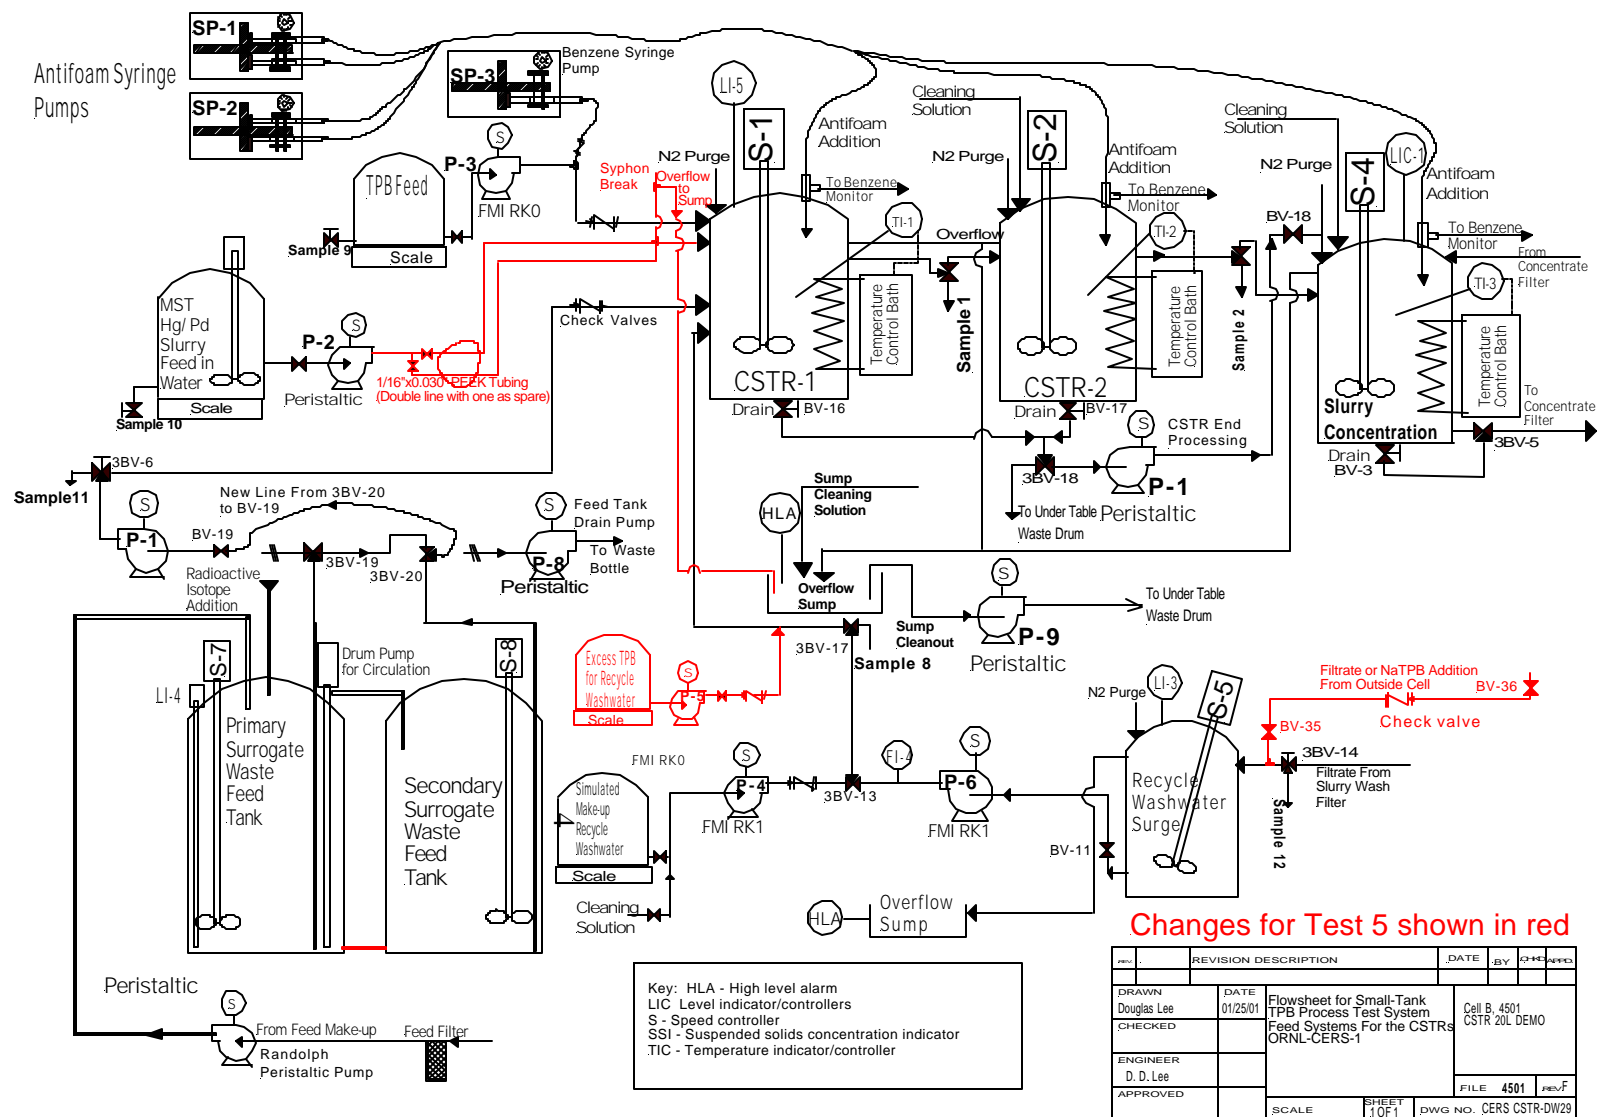 SP-1
Antifoam Syringe
Pumps
SP-2
SP-3
Benzene Syringe
Pump
LI-5
S-1
Cleaning
Solution
S-2
Cleaning
Solution
LIC-1
S-4
Antifoam
Addition
Antifoam
Addition
Antifoam
Addition
N2 Purge
N2 Purge
N2 Purge
S
P-3
TPB Feed
FMI RK0
Syphon
Break
Overflow
to
Sump
To Benzene
Monitor
To Benzene
Monitor
To Benzene
Monitor
BV-18
TI-1
TI-2
TI-3
Overflow
From
Concentrate
Filter
Sample 9
Scale
MST
Hg/ Pd
Slurry
Feed in
Water
Scale
Sample 10
S
P-2
Peristaltic
1/16"x0.030" PEEK Tubing
(Double line with one as spare)
Check Valves
Temperature
Control Bath
Sample 1
Temperature
Control Bath
Sample 2
Temperature
Control Bath
CSTR-1
CSTR-2
Slurry
Concentration
To
Concentrate
Filter
Drain
BV-16
Drain
BV-17
Drain
BV-3
3BV-5
S
CSTR End
Processing
3BV-18
P-1
Peristaltic
To Under Table
Waste Drum
3BV-6
Sample11
S
P-1
BV-19
New Line From 3BV-20
to BV-19
3BV-19
3BV-20
S
P-8
Peristaltic
Feed Tank
Drain Pump
To Waste
Bottle
Sump
Cleaning
Solution
HLA
Overflow
Sump
S
P-9
Peristaltic
Sump
Cleanout
To Under Table
Waste Drum
Radioactive
Isotope
Addition
S-7
LI-4
Drum Pump
for Circulation
S-8
Primary
Surrogate
Waste
Feed
Tank
Secondary
Surrogate
Waste
Feed
Tank
Excess TPB
for Recycle
Washwater
Scale
S
P-5
3BV-17
Sample 8
FMI RK0
Simulated
Make-up
Recycle
Washwater
4
Scale
Cleaning
Solution
S
P-4
FMI RK1
3BV-13
FI-4
S
P-6
FMI RK1
N2 Purge
LI-3
S-5
Recycle
Washwater
Surge
BV-11
Filtrate or NaTPB Addition
From Outside Cell
BV-36
BV-35
Check valve
3BV-14
Filtrate From
Slurry Wash
Filter
Sample 12
HLA
Overflow
Sump
Peristaltic
S
From Feed Make-up
Feed Filter
Randolph
Peristaltic Pump
Key: HLA - High level alarm
LIC Level indicator/controllers
S - Speed controller
SSI - Suspended solids concentration indicator
TIC - Temperature indicator/controller
Changes for Test 5 shown in red
REV. REVISION DESCRIPTION DATE BY CHKD APPD.
DRAWN
Douglas Lee
DATE
01/25/01
CHECKED
ENGINEER
D. D. Lee
APPROVED
Flowsheet for Small-Tank
TPB Process Test System
Feed Systems For the CSTRs
ORNL-CERS-1
Cell B, 4501
CSTR 20L DEMO
FILE 4501 REV F
SCALE
SHEET
1 OF 1
DWG NO. CERS CSTR-DW29